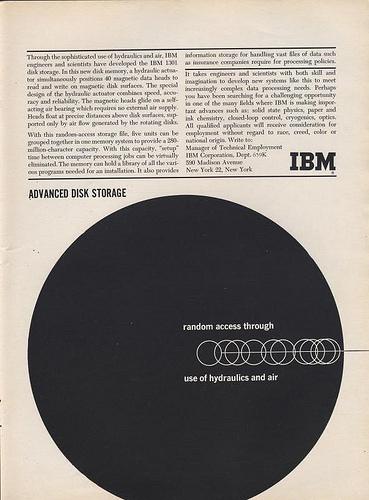 Through the sophisticated use of hydraulics and air, IBM
engineers and scientists have developed the IBM 1301
disk storage. In this new disk memory, a hydraulic actua-
tor simultaneously positions 40 magnetic data heads to
read and write on magnetic disk surfaces. The special
design of the hydraulic actuator combines speed, accu-
racy and reliability. The magnetic heads glide on a self-
acting air bearing which requires no external air supply.
Heads float at precise distances above disk surfaces, sup-
ported only by air flow generated by the rotating disks.
With this random-access storage file, five units can be
grouped together in one memory system to provide a 280-
million-character capacity. With this capacity, "setup"
time between computer processing jobs can be virtually
eliminated. The memory can hold a library of all the vari-
ous programs needed for an installation. It also provides
information storage for handling vast files of data such
as insurance companies require for processing policies.
It takes engineers and scientists with both skill and
imagination to develop new systems like this to meet
increasingly complex data processing needs. Perhaps
you have been searching for a challenging opportunity
in one of the many fields where IBM is making impor-
tant advances such as: solid state physics, paper and
ink chemistry, closed-loop control, cryogenics, optics.
All qualified applicants will receive consideration for
employment without regard to race, creed, color or
national origin. Write to:
Manager of Technical Employment
IBM Corporation, Dept.
590 Madison Avenue
New York 22, New York
IBM
ADVANCED DISK STORAGE
random access through
use of hydraulics and air